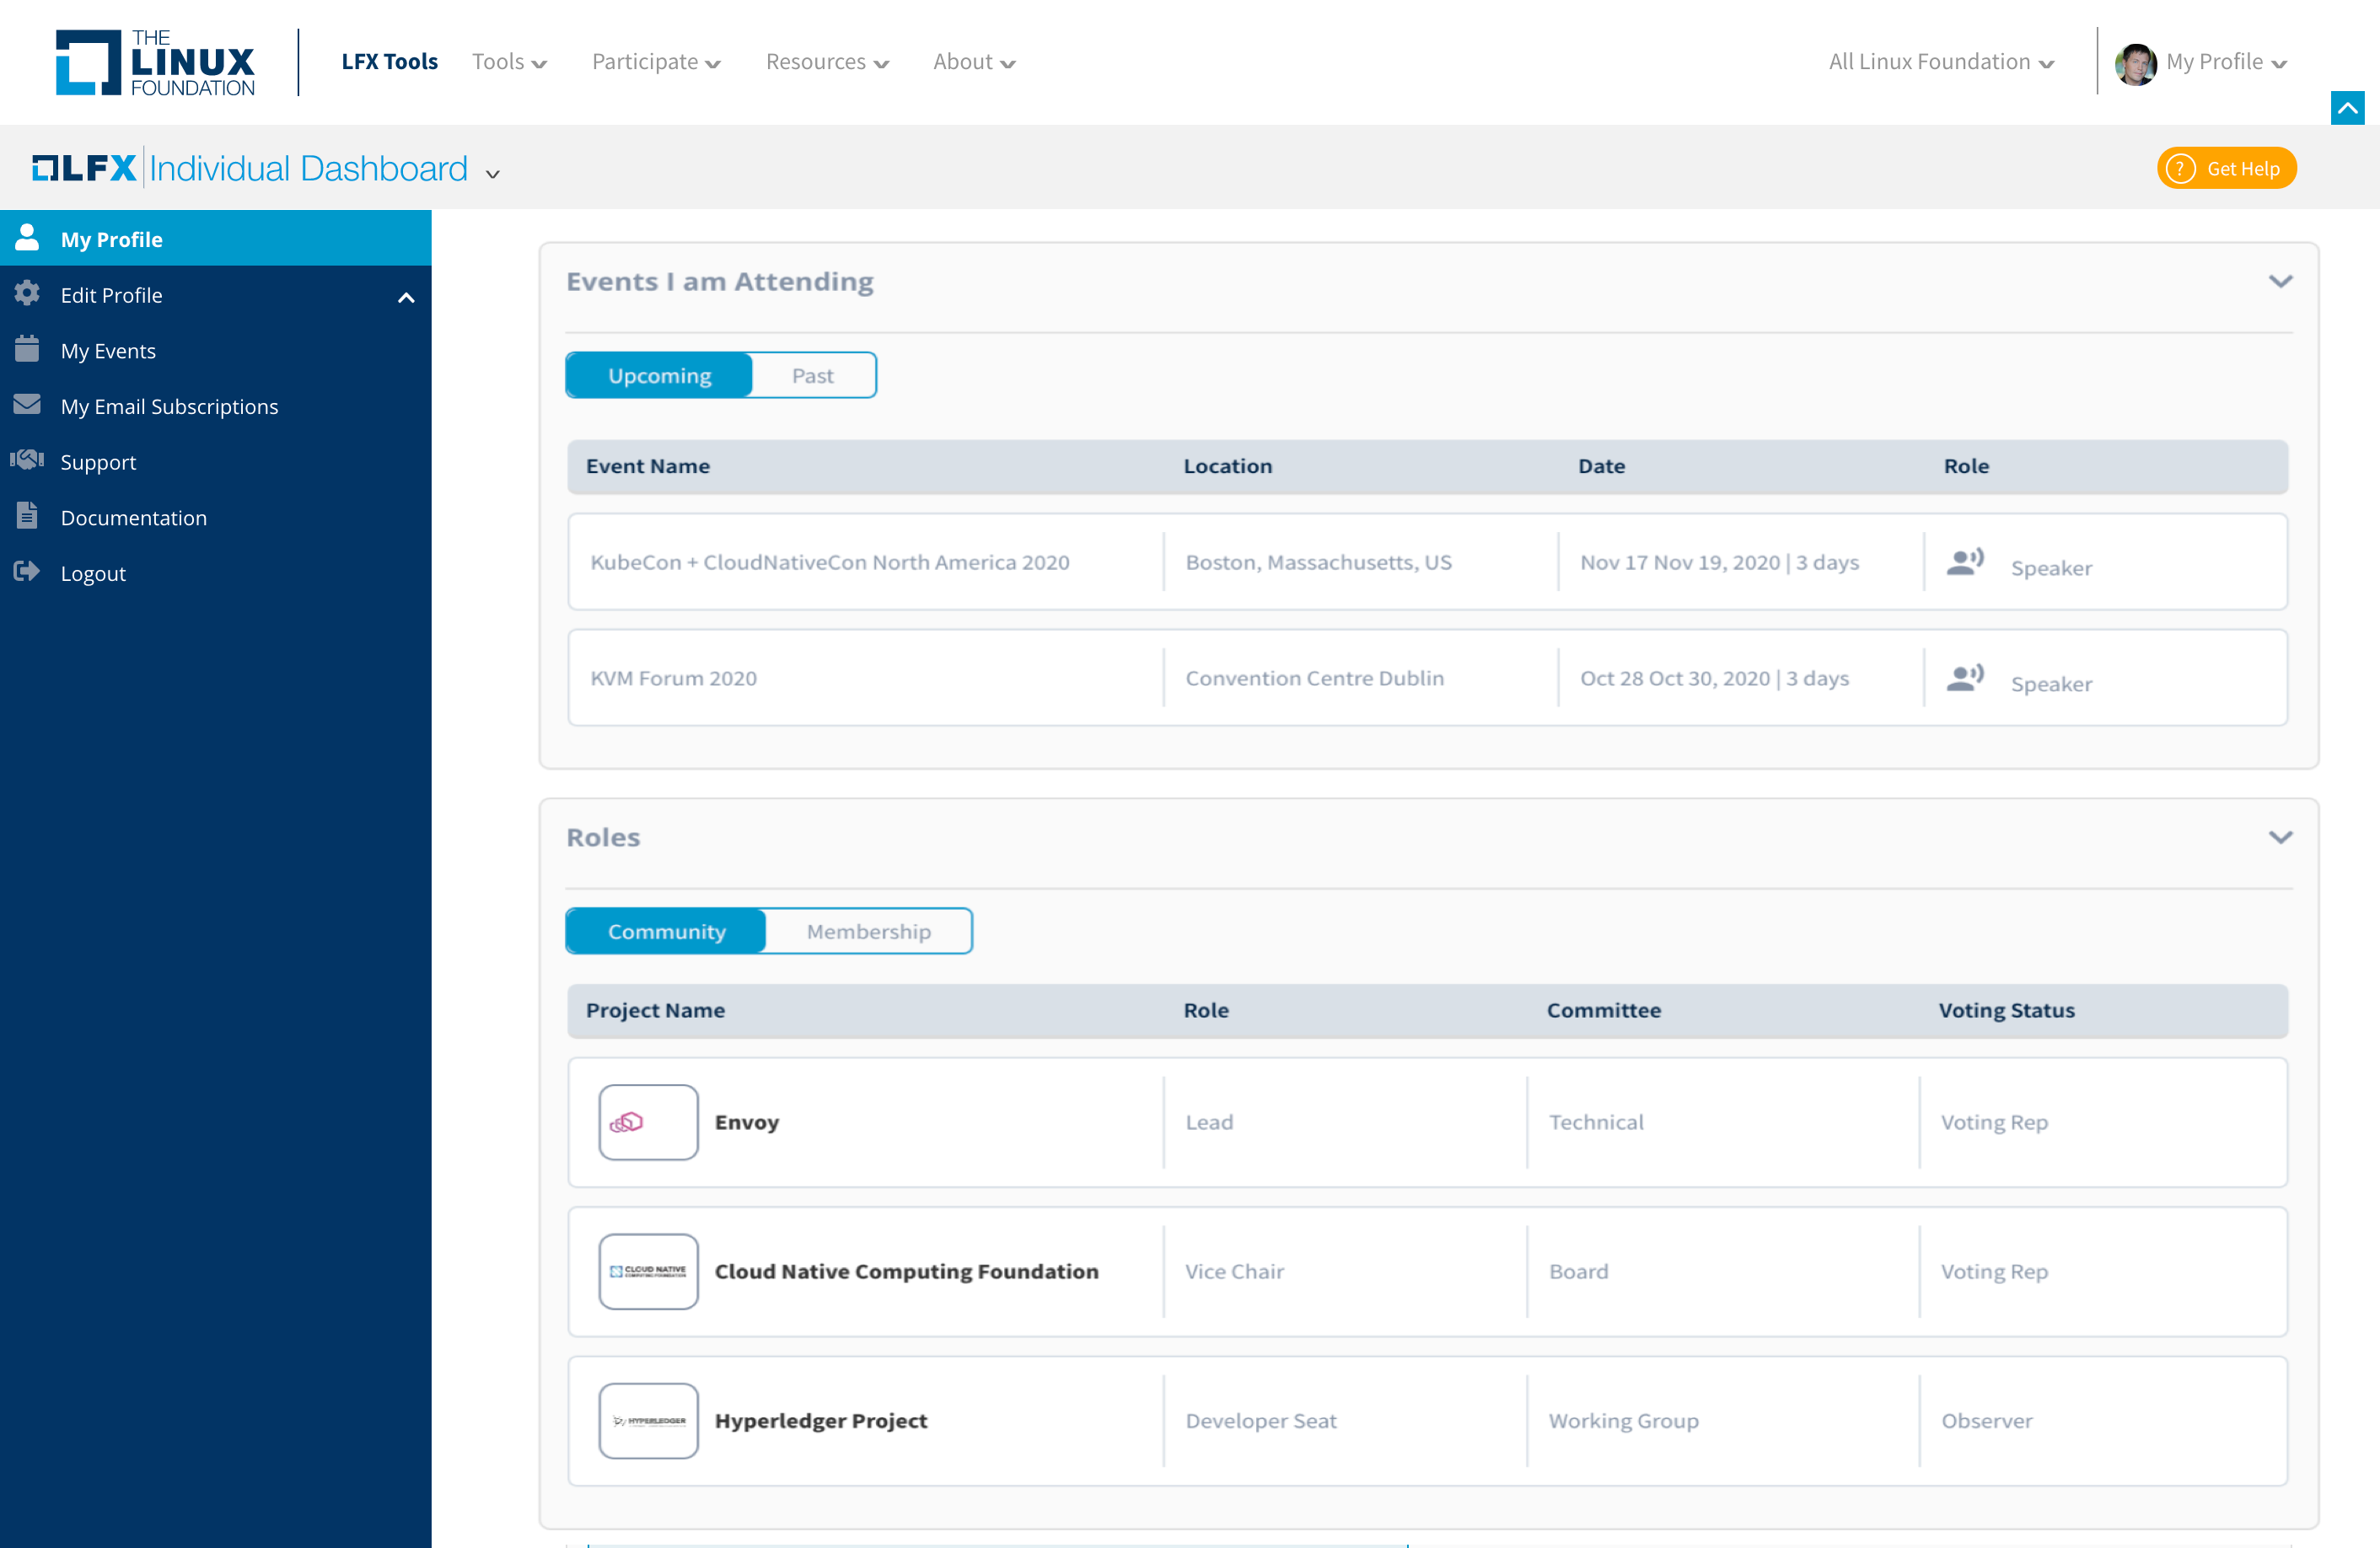 THE
LINUX
FOUNDATION
LFX Tools Tools Participate Resources About All Linux Foundation My Profile
LFX Individual Dashboard ? Get Help
My Profile
Edit Profile
My Events
My Email Subscriptions
Support
Documentation
Logout
Events I am Attending
Upcoming Past
Event Name Location Date Role
KubeCon + CloudNativeCon North America 2020 Boston, Massachusetts, US Nov 17 Nov 19, 2020 | 3 days Speaker
KVM Forum 2020 Convention Centre Dublin Oct 28 Oct 30, 2020 | 3 days Speaker
Roles
Community Membership
Project Name Role Committee Voting Status
Envoy Lead Technical Voting Rep
CLOUD NATIVE
COMPUTING FOUNDATION
Cloud Native Computing Foundation Vice Chair Board Voting Rep
HYPERLEDGER
Hyperledger Project Developer Seat Working Group Observer